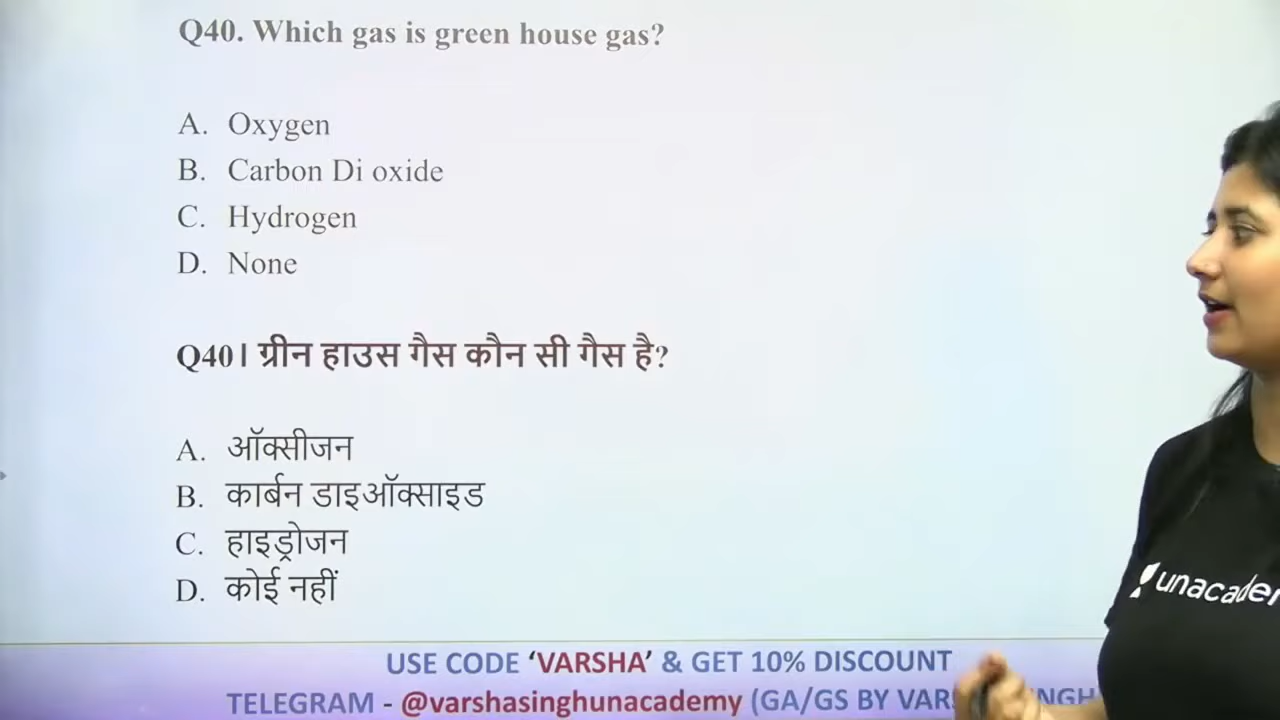 Q40. Which gas is green house gas?
A. Oxygen
B. Carbon Di oxide
C. Hydrogen
D. None
Q40। ग्रीन हाउस गैस कौन सी गैस है?
A. ऑक्सीजन
B. कार्बन डाइऑक्साइड
C. हाइड्रोजन
D. कोई नहीं
unacadem
USE CODE ‘VARSHA’ & GET 10% DISCOUNT
TELEGRAM - @varshasinghunacademy (GA/GS BY